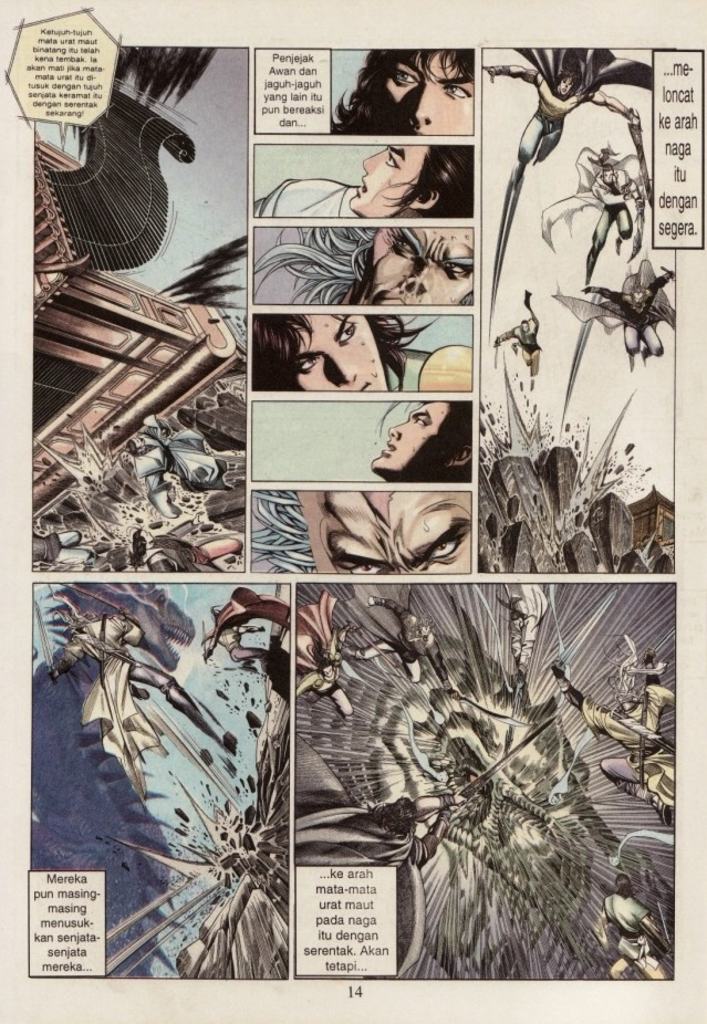 Ketujuh-tujuh
mata urat maut
binatang itu telah
kena tembak. Ia
akan mati jika mata-
mata urat itu di-
tusuk dengan tujuh
senjata keramat itu
dengan serentak
sekarang!
Penjejak
Awan dan
jaguh-jaguh
yang lain itu
pun bereaksi
dan...
...me-
loncat
ke arah
naga
itu
dengan
segera.
Mereka
pun masing-
masing
menusuk-
kan senjata-
senjata
mereka...
...ke arah
mata-mata
urat maut
pada naga
itu dengan
serentak. Akan
tetapi...
14